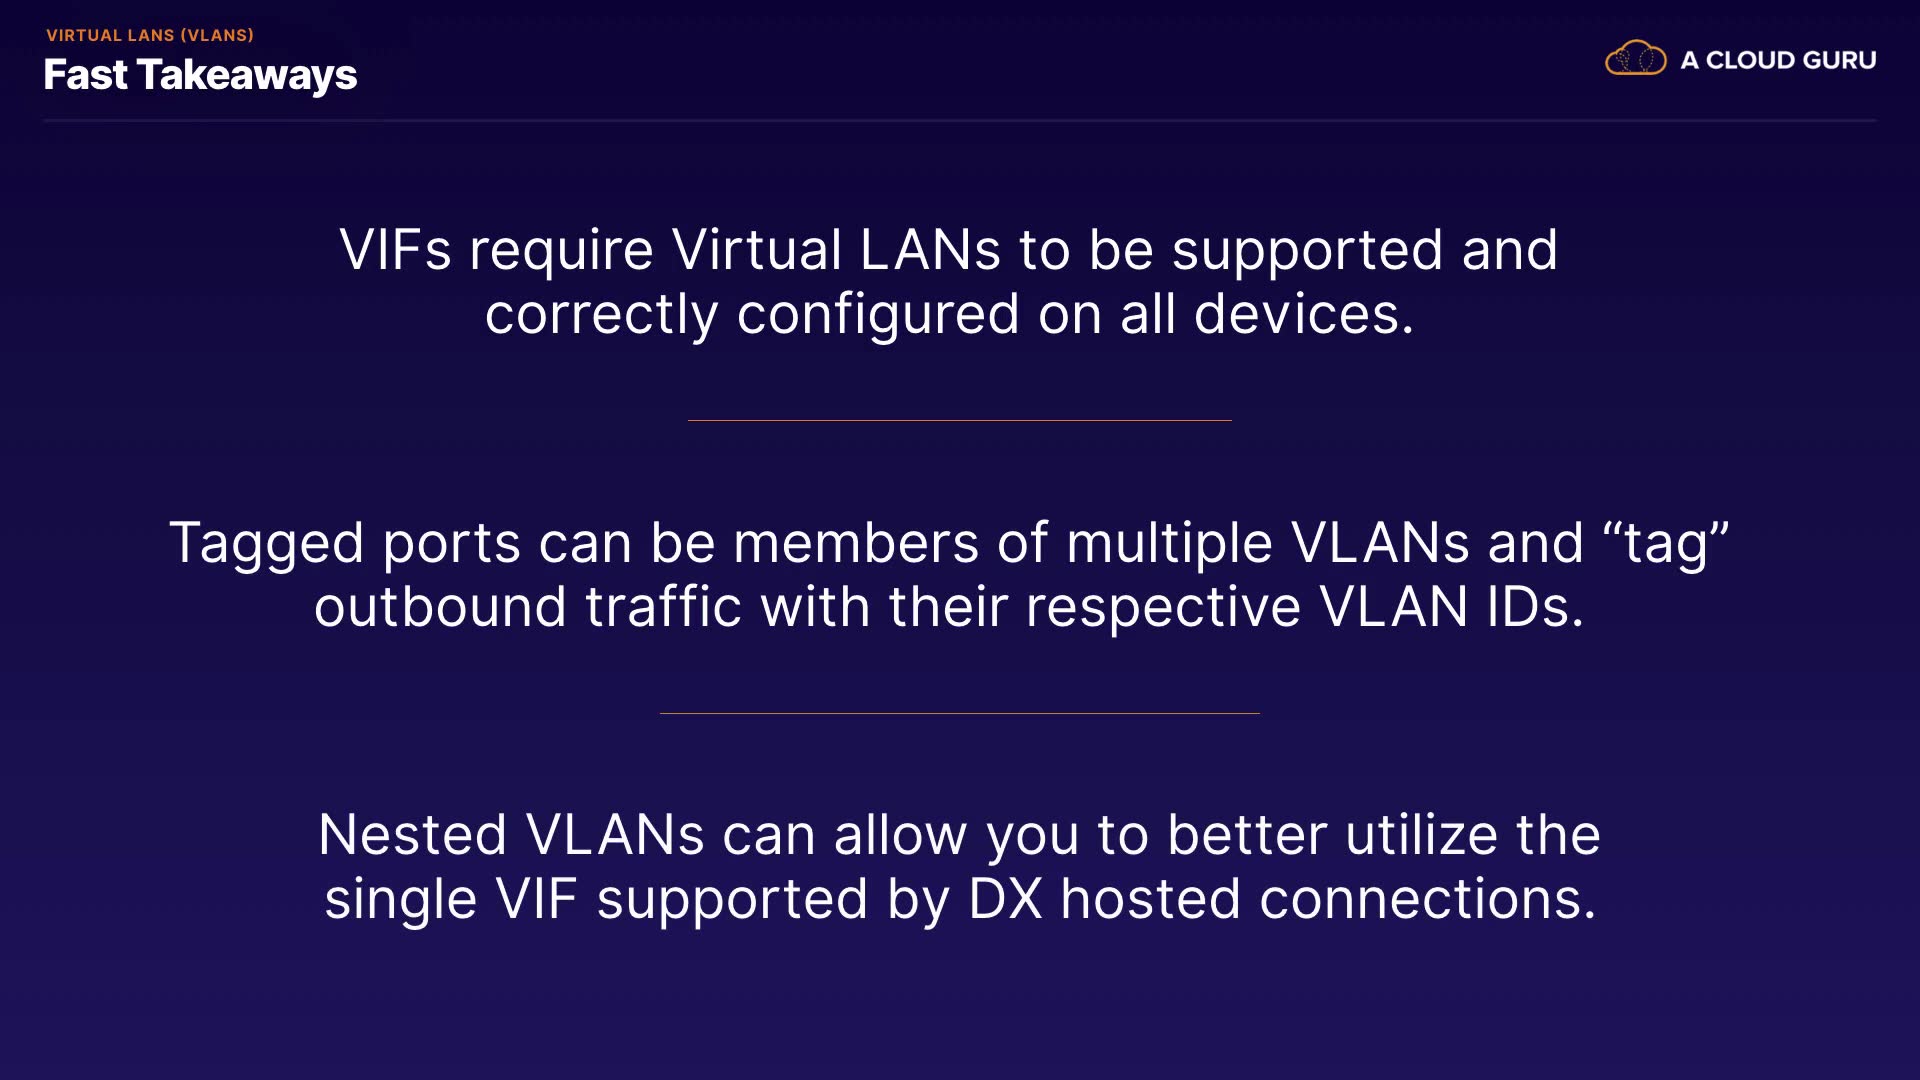 VIRTUAL LANS (VLANS)
Fast Takeaways
A CLOUD GURU
VIFs require Virtual LANs to be supported and
correctly configured on all devices.
Tagged ports can be members of multiple VLANs and “tag”
outbound traffic with their respective VLAN IDs.
Nested VLANs can allow you to better utilize the
single VIF supported by DX hosted connections.